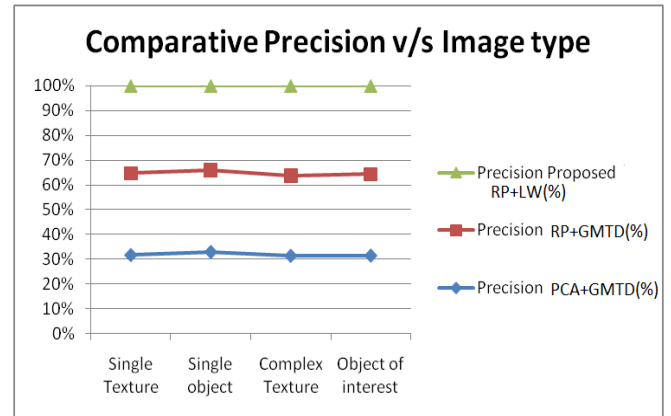 Comparative Precision v/s Image type
100%
90%
80%
70%
60%
50%
40%
30%
20%
10%
0%
Single Texture
Single object
Complex Texture
Object of interest
Precision Proposed
RP+LW(%)
Precision RP+GMTD(%)
Precision PCA+GMTD(%)